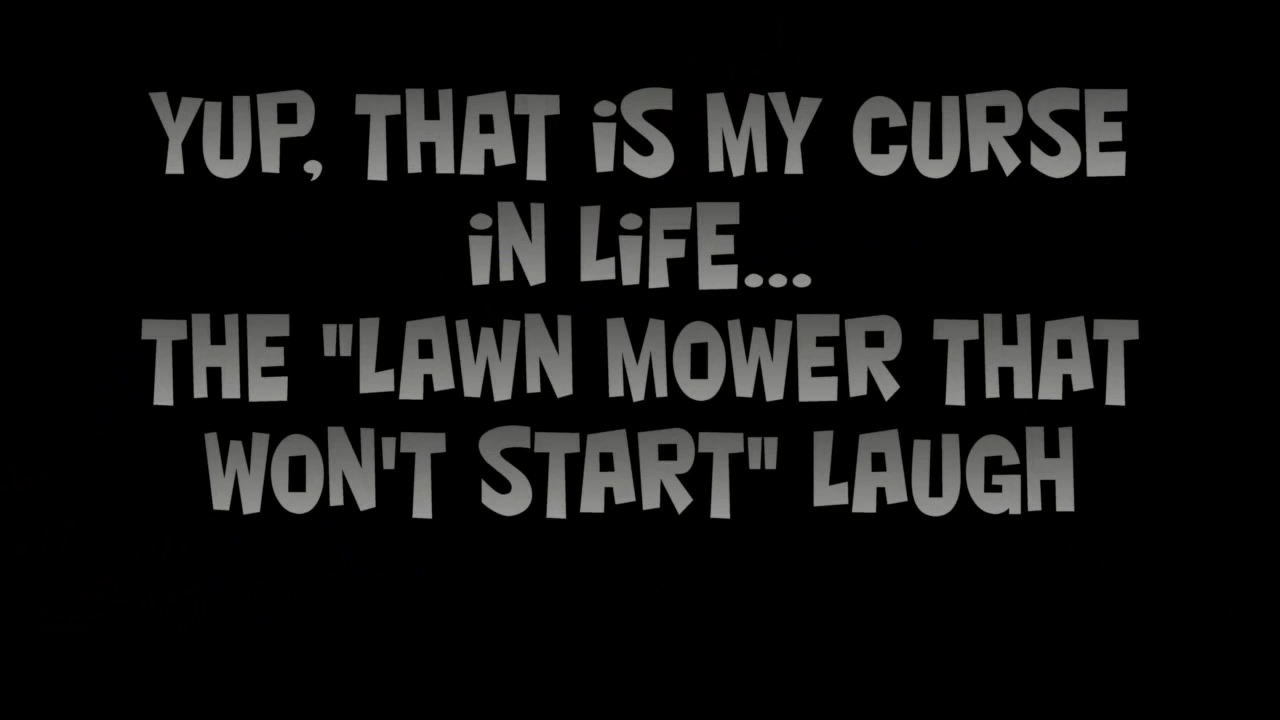 YUP, THAT iS MY CURSE
iN LiFE...
THE "LAWN MOWER THAT
WON'T START" LAUGH